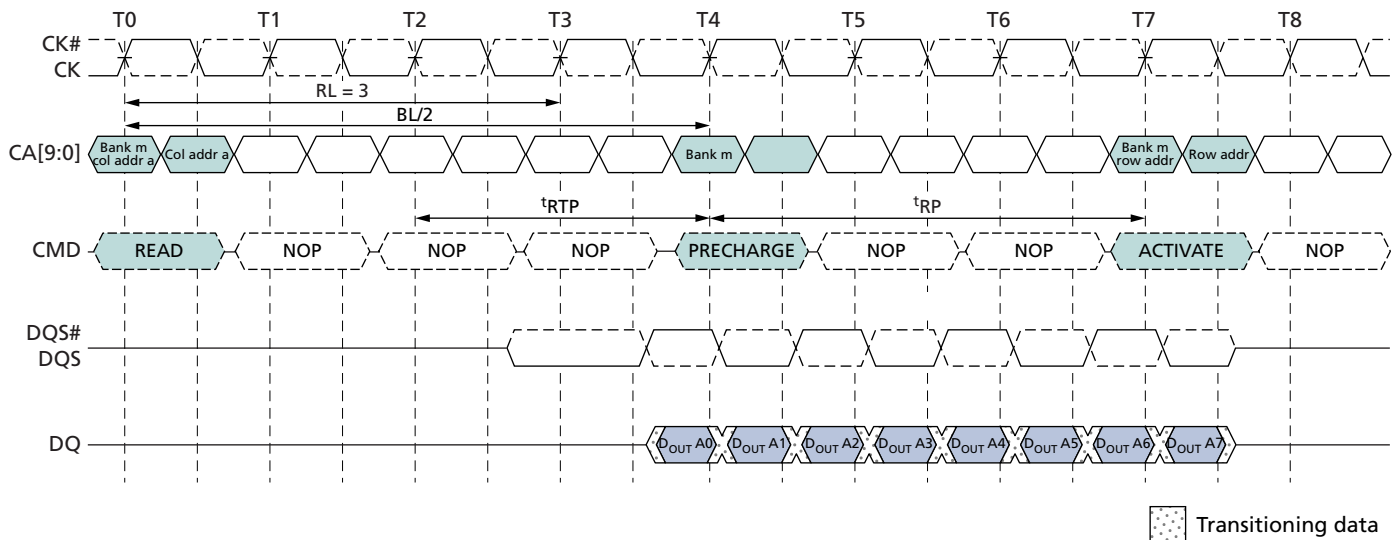 T0 T1 T2 T3 T4 T5 T6 T7 T8
CK#
CK
RL = 3
BL/2
CA[9:0]
Bank m
col addr a
Col addr a
Bank m
Bank m
row addr
Row addr
tRTP
tRP
CMD READ NOP NOP NOP PRECHARGE NOP NOP ACTIVATE NOP
DQS#
DQS
DQ DOUT A0 DOUT A1 DOUT A2 DOUT A3 DOUT A4 DOUT A5 DOUT A6 DOUT A7
Transitioning data